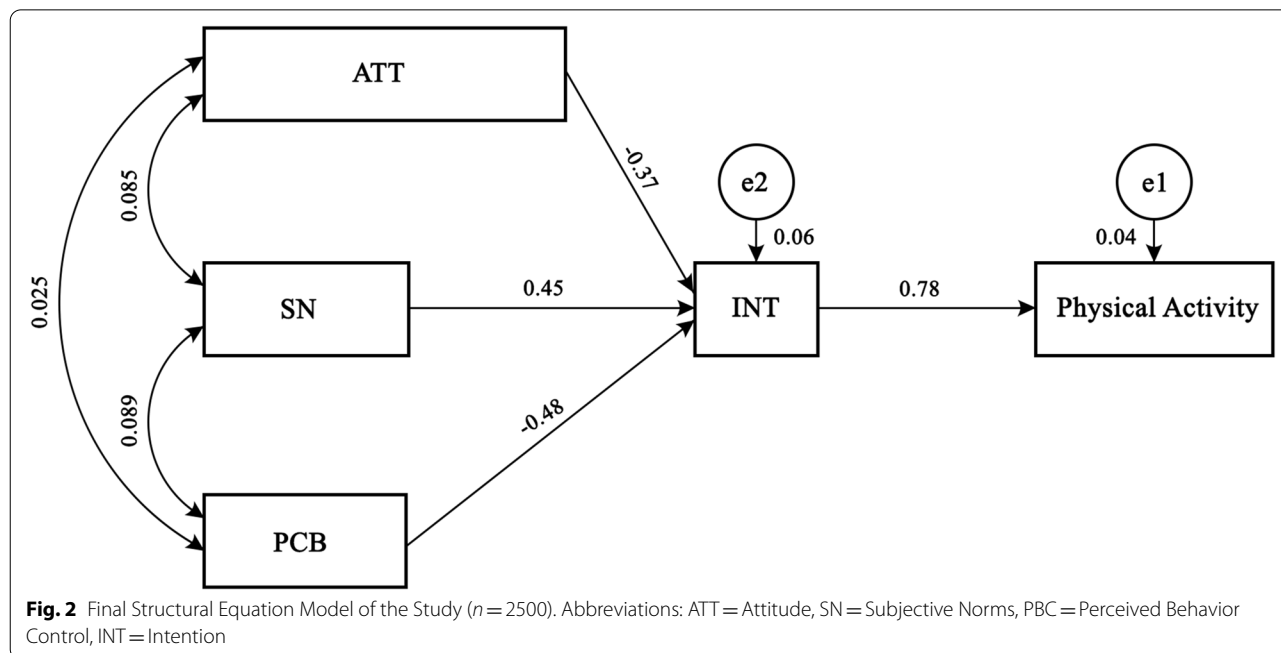 ATT
-0.37
0.085
e2
e1
0.06
0.04
0.025
SN
0.45
INT
0.78
Physical Activity
0.089
-0.48
PCB
Fig. 2 Final Structural Equation Model of the Study (n = 2500). Abbreviations: ATT = Attitude, SN = Subjective Norms, PBC = Perceived Behavior
Control, INT = Intention